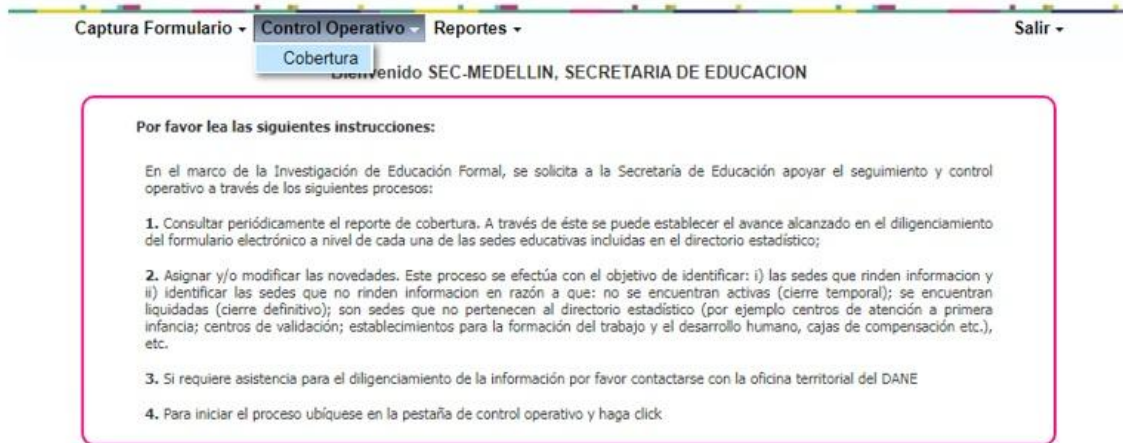 Captura Formulario Control Operativo Reportes Salir
Cobertura
Bienvenido SEC-MEDELLIN, SECRETARIA DE EDUCACION
Por favor lea las siguientes instrucciones:
En el marco de la Investigación de Educación Formal, se solicita a la Secretaría de Educación apoyar el seguimiento y control
operativo a través de los siguientes procesos:
1. Consultar periódicamente el reporte de cobertura. A través de éste se puede establecer el avance alcanzado en el diligenciamiento
del formulario electrónico a nivel de cada una de las sedes educativas incluidas en el directorio estadístico;
2. Asignar y/o modificar las novedades. Este proceso se efectúa con el objetivo de identificar: i) las sedes que rinden informacion y
ii) identificar las sedes que no rinden informacion en razón a que: no se encuentran activas (cierre temporal); se encuentran
liquidadas (cierre definitivo); son sedes que no pertenecen al directorio estadístico (por ejemplo centros de atención a primera
infancia; centros de validación; establecimientos para la formación del trabajo y el desarrollo humano, cajas de compensación etc.),
etc.
3. Si requiere asistencia para el diligenciamiento de la información por favor contactarse con la oficina territorial del DANE
4. Para iniciar el proceso ubíquese en la pestaña de control operativo y haga click